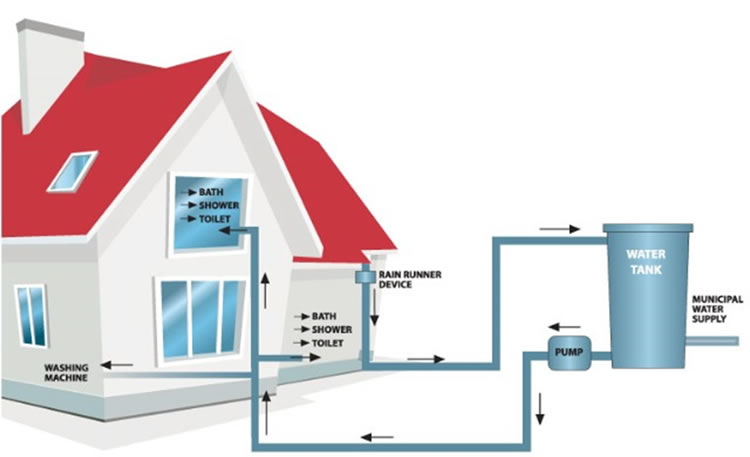 BATH
SHOWER
TOILET
WATER
TANK
RAIN RUNNER
DEVICE
MUNICIPAL
WATER
SUPPLY
BATH
SHOWER
TOILET
PUMP
WASHING
MACHINE